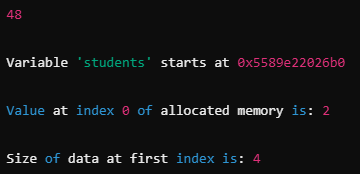 48
Variable 'students' starts at 0x5589e22026b0
Value at index 0 of allocated memory is: 2
Size of data at first index is: 4